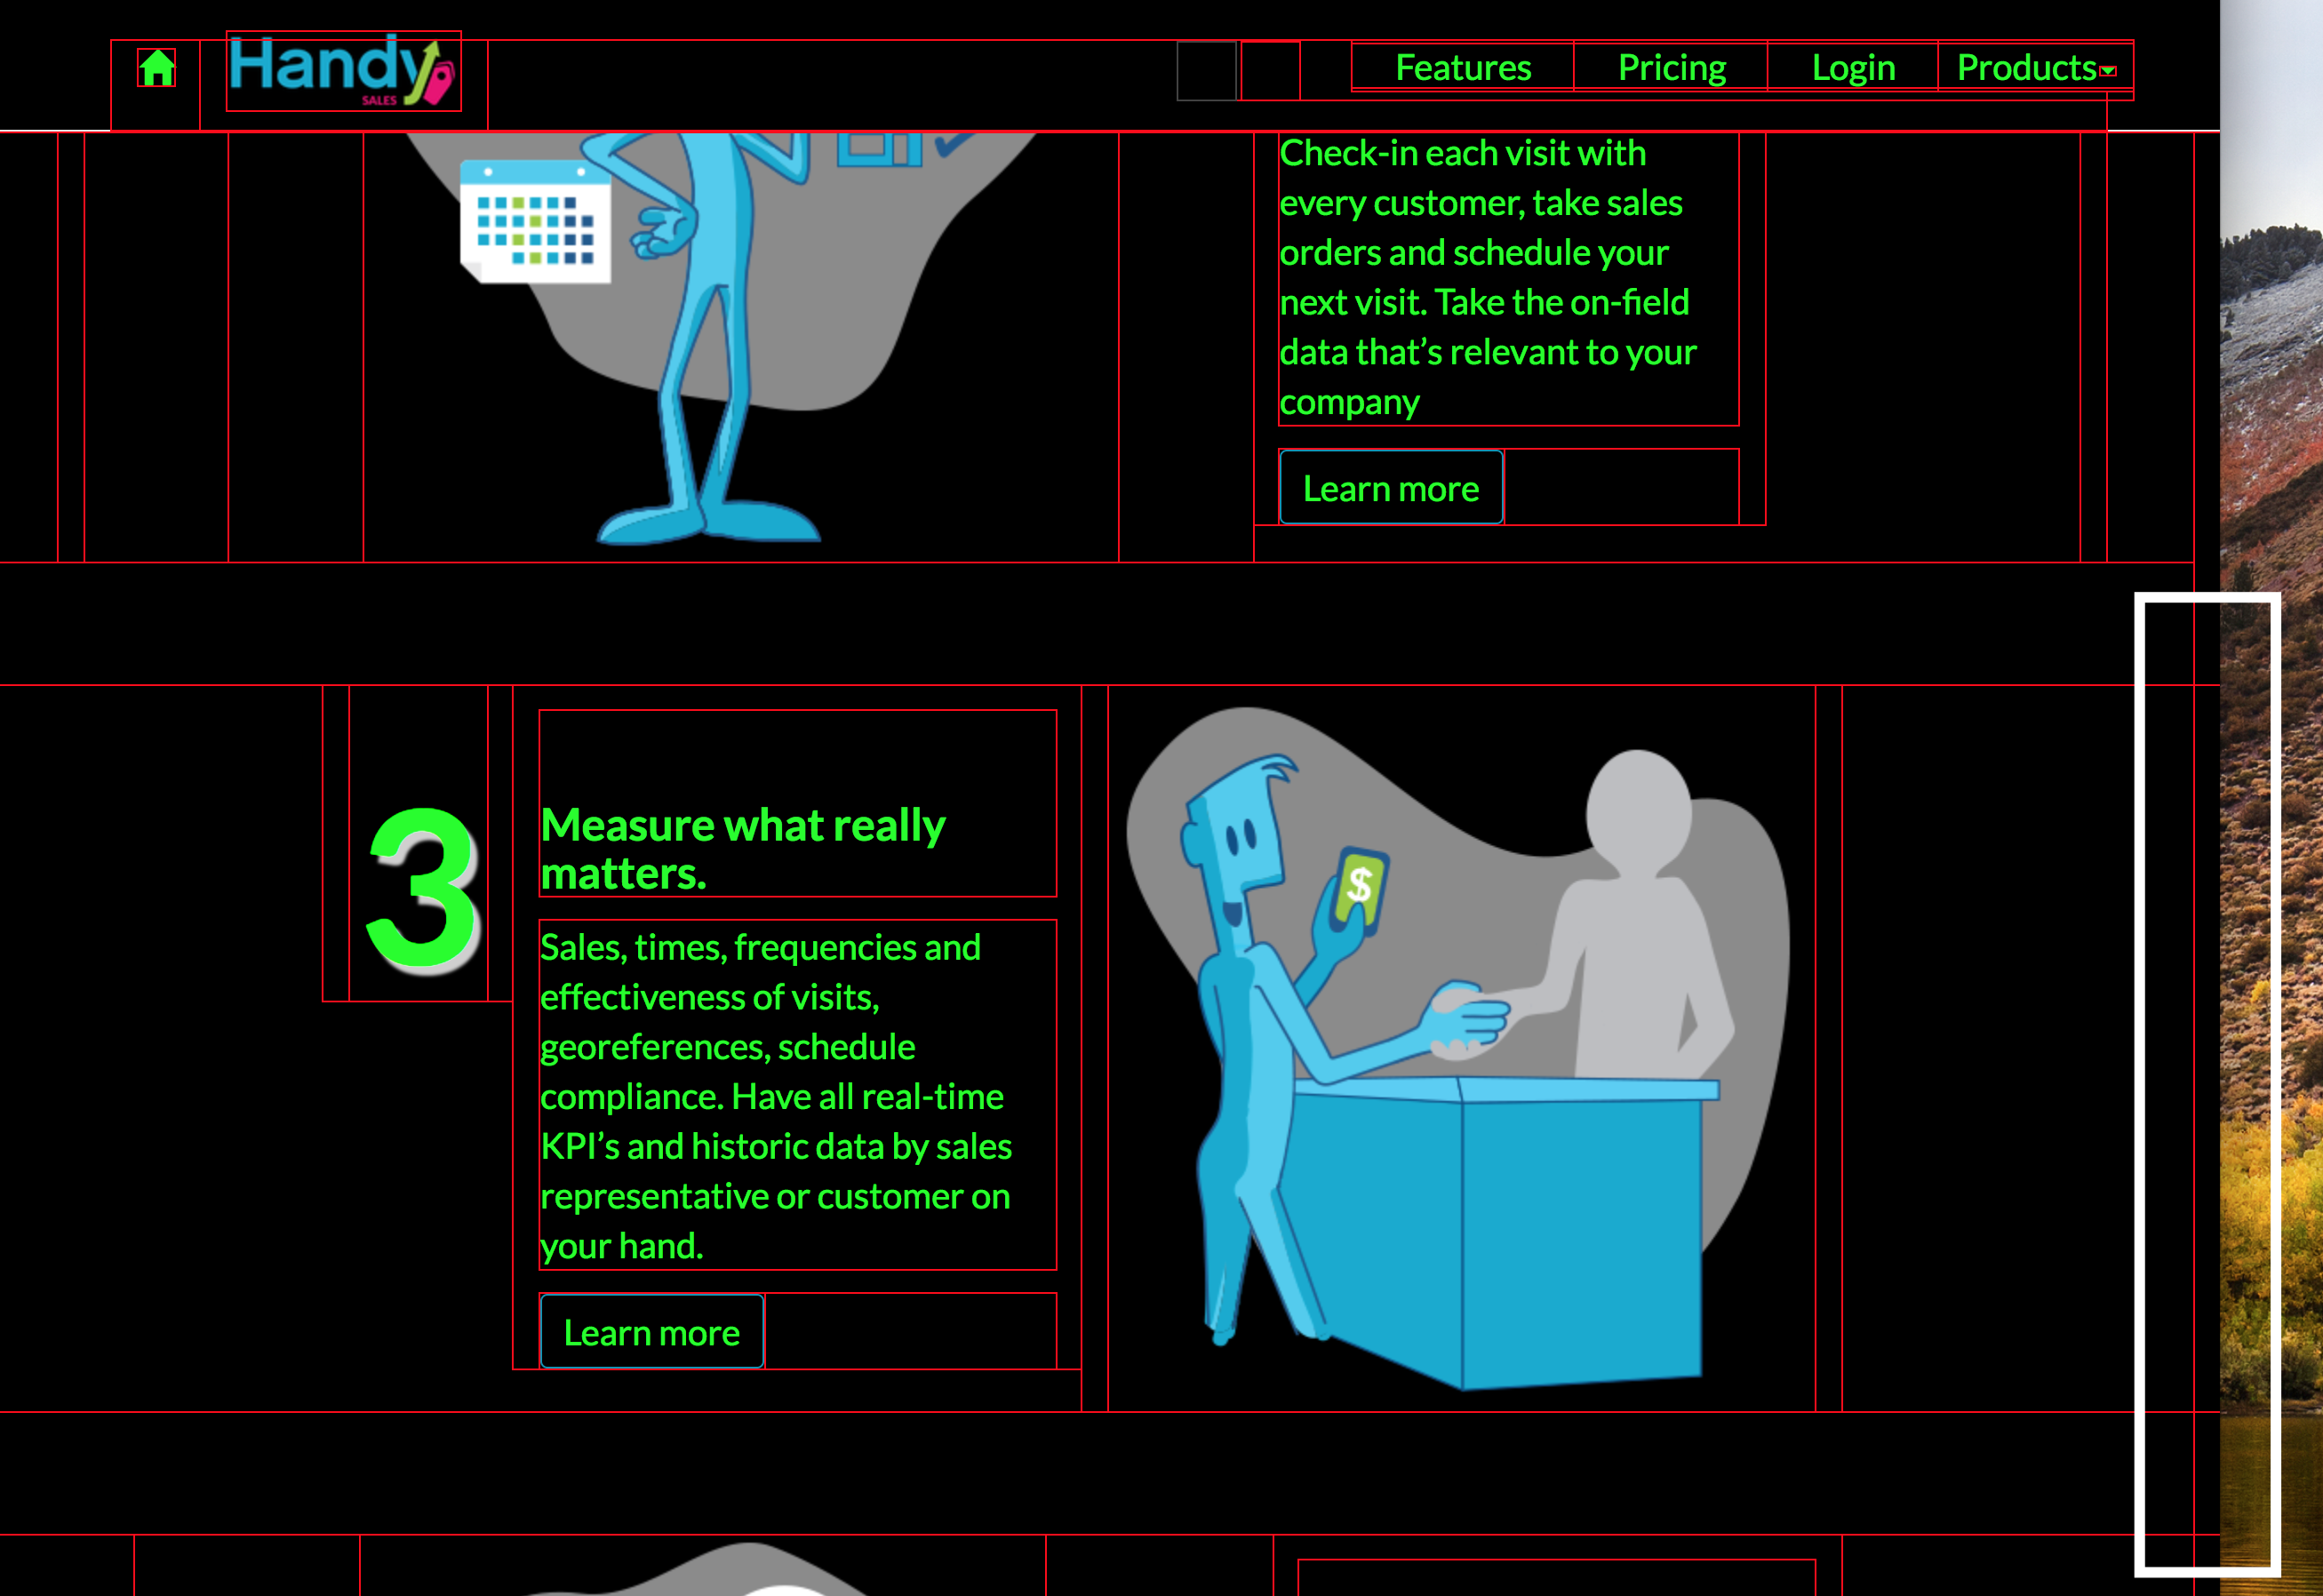 Handy
SALES
Features
Pricing
Login
Products
Check-in each visit with
every customer, take sales
orders and schedule your
next visit. Take the on-field
data that’s relevant to your
company
Learn more
3
Measure what really
matters.
Sales, times, frequencies and
effectiveness of visits,
georeferences, schedule
compliance. Have all real-time
KPI’s and historic data by sales
representative or customer on
your hand.
Learn more
$